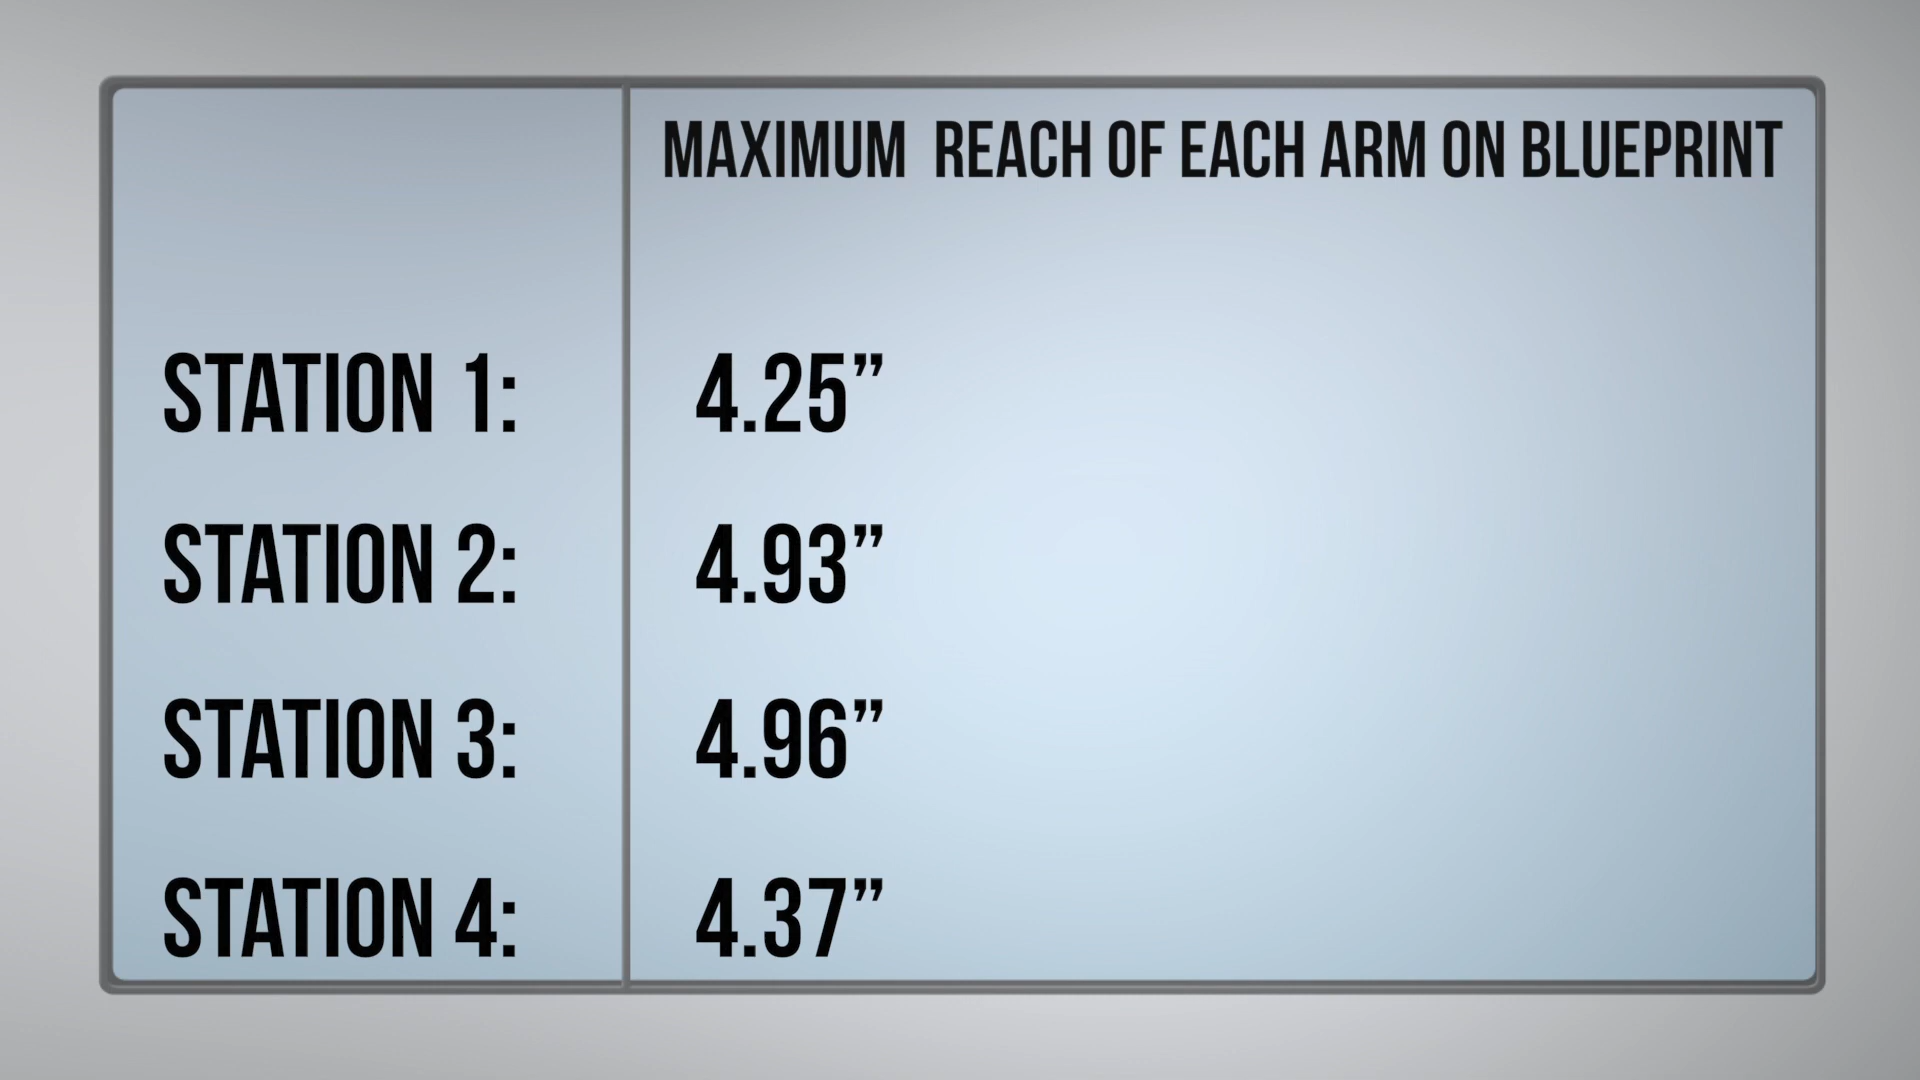 MAXIMUM REACH OF EACH ARM ON BLUEPRINT
STATION 1: 4.25”
STATION 2: 4.93”
STATION 3: 4.96”
STATION 4: 4.37”